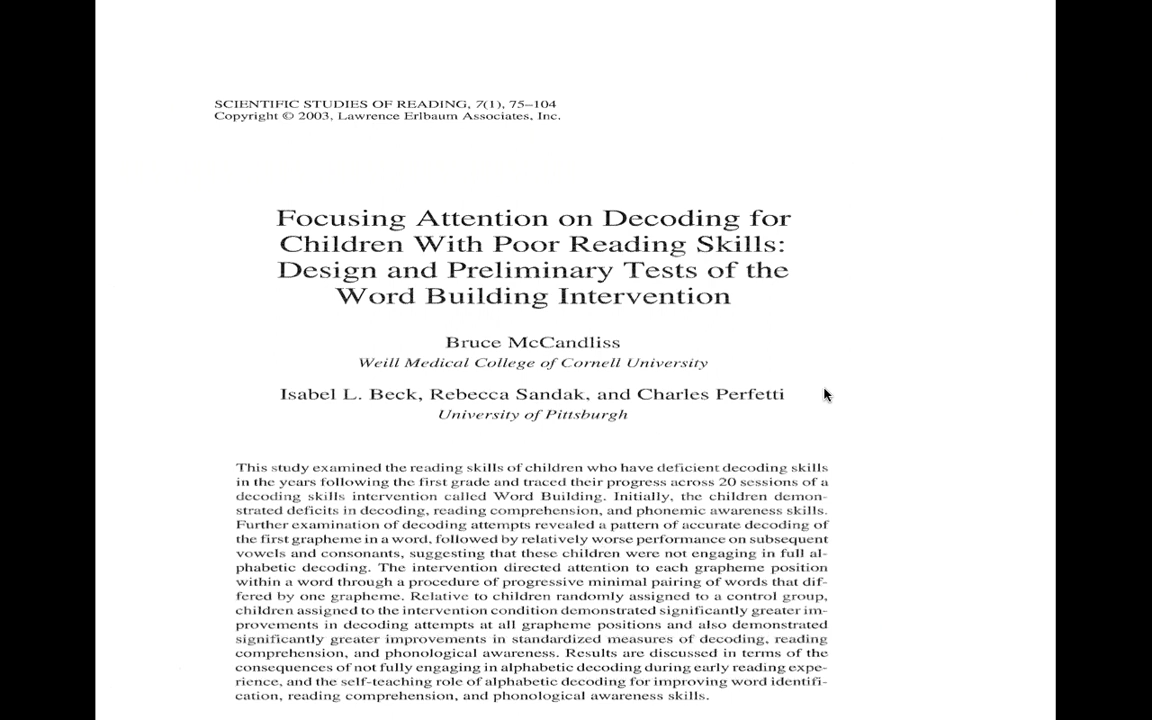 SCIENTIFIC STUDIES OF READING, 7(1), 75–104
Copyright © 2003, Lawrence Erlbaum Associates, Inc.
Focusing Attention on Decoding for
Children With Poor Reading Skills:
Design and Preliminary Tests of the
Word Building Intervention
Bruce McCandliss
Weill Medical College of Cornell University
Isabel L. Beck, Rebecca Sandak, and Charles Perfetti
University of Pittsburgh
This study examined the reading skills of children who have deficient decoding skills
in the years following the first grade and traced their progress across 20 sessions of a
decoding skills intervention called Word Building. Initially, the children demon-
strated deficits in decoding, reading comprehension, and phonemic awareness skills.
Further examination of decoding attempts revealed a pattern of accurate decoding of
the first grapheme in a word, followed by relatively worse performance on subsequent
vowels and consonants, suggesting that these children were not engaging in full al-
phabetic decoding. The intervention directed attention to each grapheme position
within a word through a procedure of progressive minimal pairing of words that dif-
fered by one grapheme. Relative to children randomly assigned to a control group,
children assigned to the intervention condition demonstrated significantly greater im-
provements in decoding attempts at all grapheme positions and also demonstrated
significantly greater improvements in standardized measures of decoding, reading
comprehension, and phonological awareness. Results are discussed in terms of the
consequences of not fully engaging in alphabetic decoding during early reading expe-
rience, and the self-teaching role of alphabetic decoding for improving word identifi-
cation, reading comprehension, and phonological awareness skills.